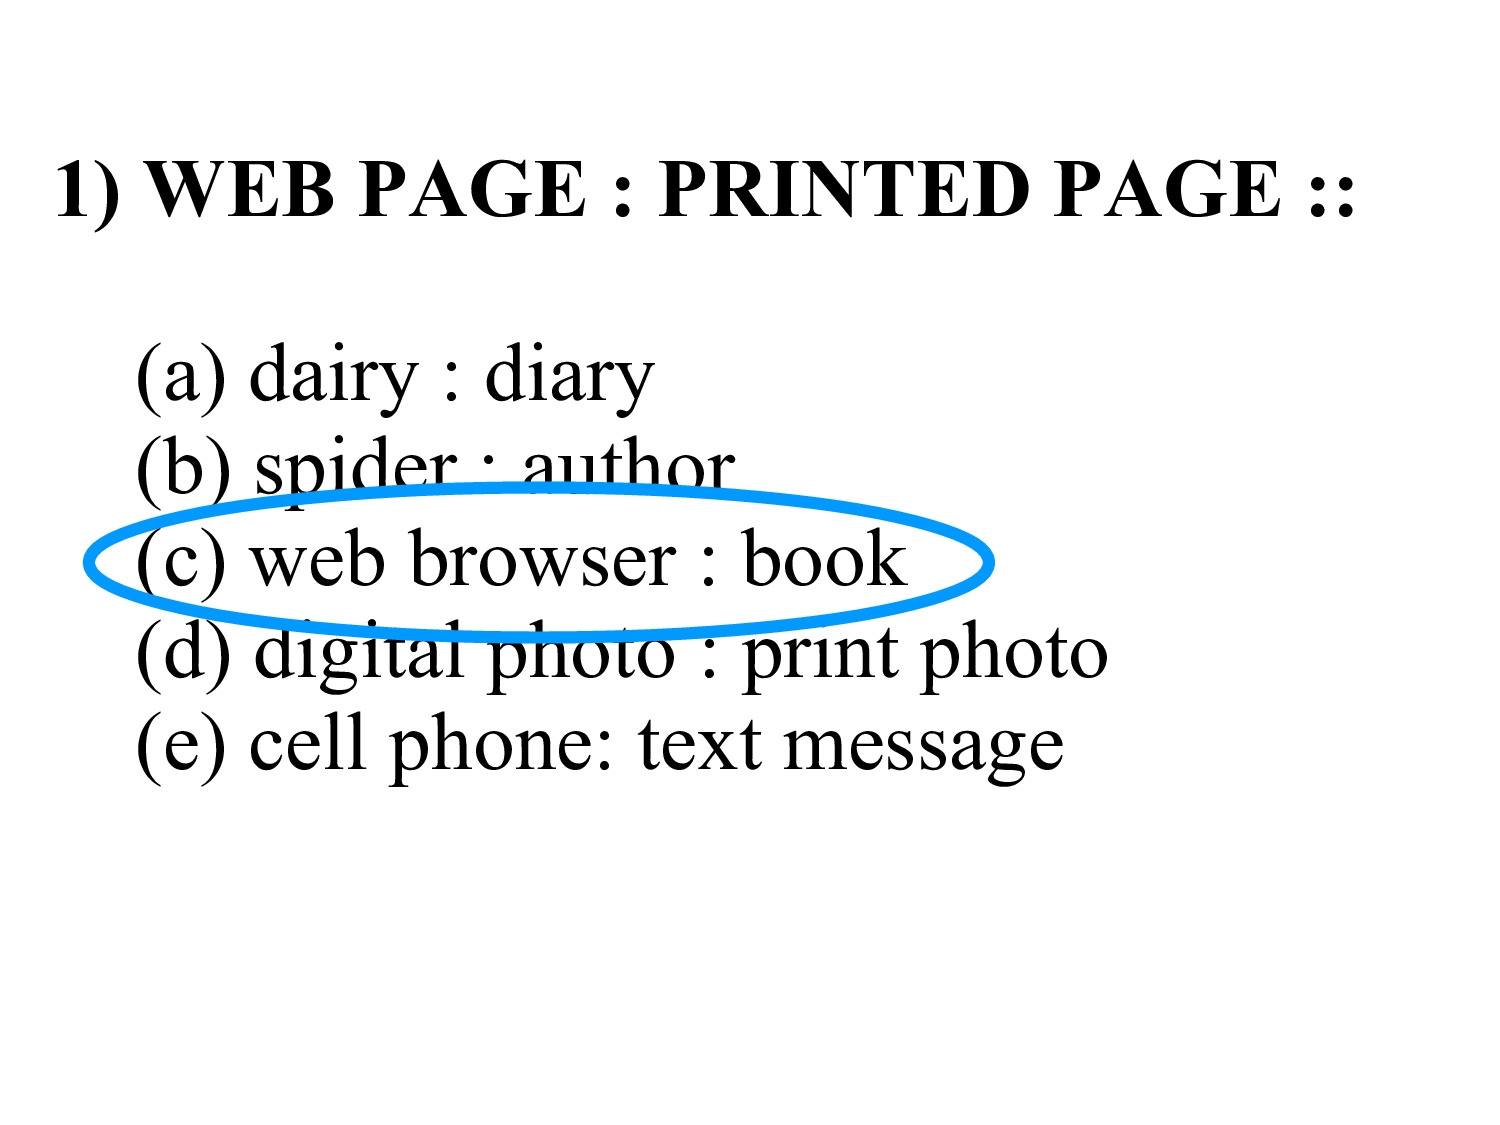 1) WEB PAGE : PRINTED PAGE ::
(a) dairy : diary
(b) spider : author
(c) web browser : book
(d) digital photo : print photo
(e) cell phone: text message